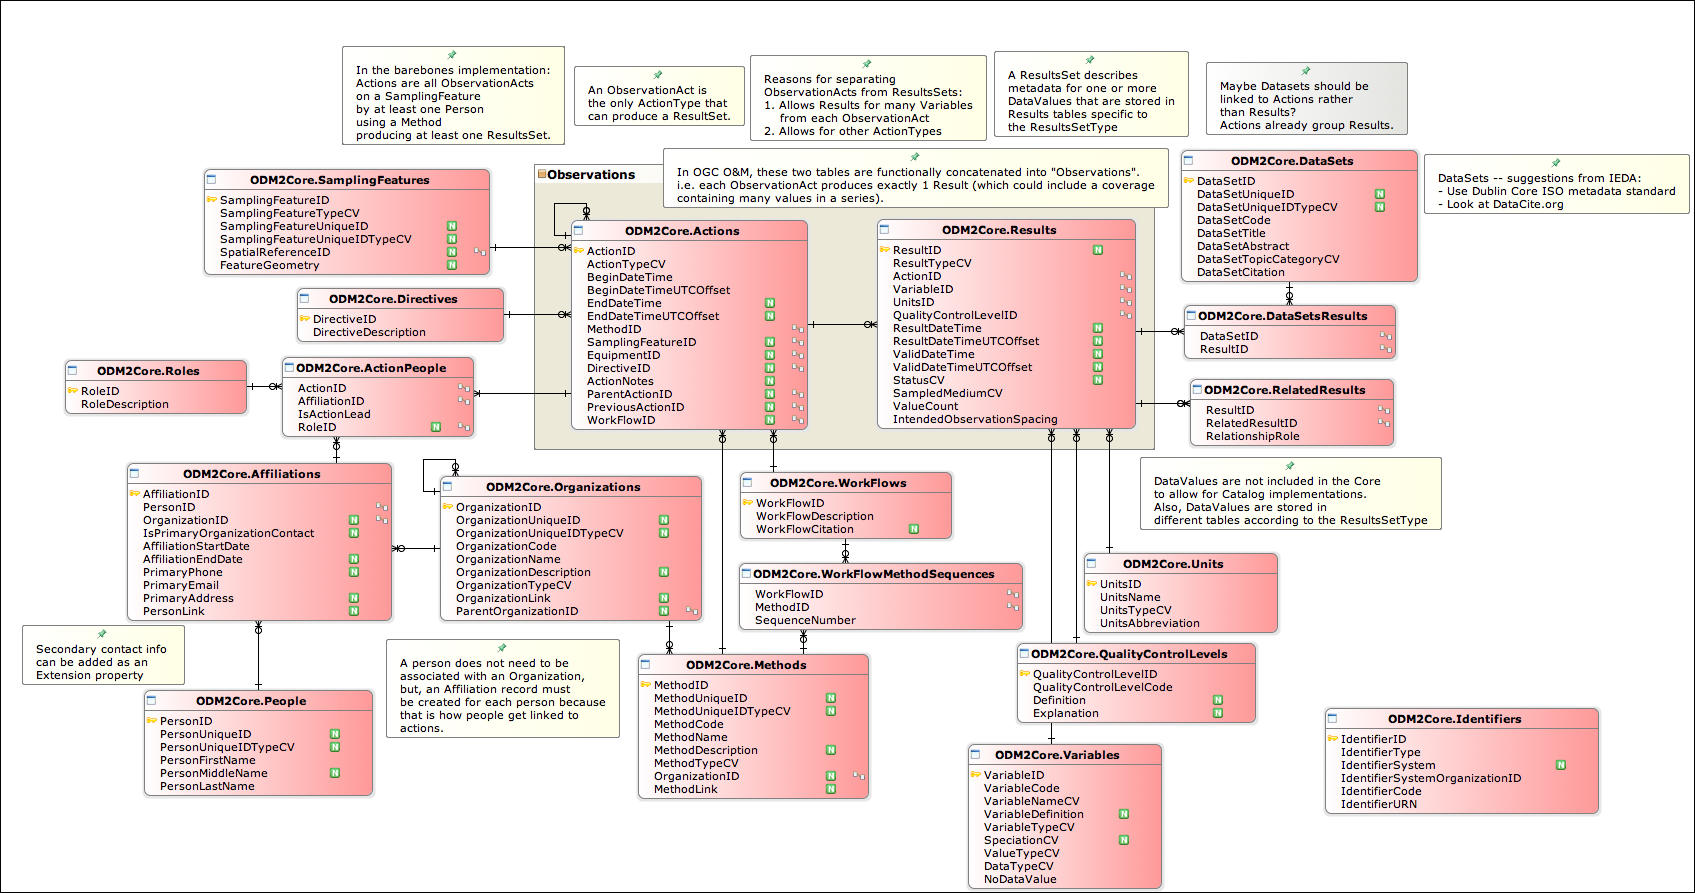 In the barebones implementation:
Actions are all ObservationActs
on a SamplingFeature
by at least one Person
using a Method
producing at least one ResultsSet.
An ObservationAct is
the only ActionType that
can produce a ResultSet.
Reasons for separating
ObservationActs from ResultsSets:
1. Allows Results for many Variables
from each ObservationAct
2. Allows for other ActionTypes
A ResultsSet describes
metadata for one or more
DataValues that are stored in
Results tables specific to
the ResultsSetType
Maybe Datasets should be
linked to Actions rather
than Results?
Actions already group Results.
Observations
In OGC O&M, these two tables are functionally concatenated into "Observations".
i.e. each ObservationAct produces exactly 1 Result (which could include a coverage
containing many values in a series).
DataSets -- suggestions from IEDA:
- Use Dublin Core ISO metadata standard
- Look at DataCite.org
ODM2Core.SamplingFeatures
SamplingFeatureID
SamplingFeatureTypeCV
SamplingFeatureUniqueID N
SamplingFeatureUniqueIDTypeCV N
SpatialReferenceID N
FeatureGeometry N
ODM2Core.Actions
ActionID
ActionTypeCV
BeginDateTime
BeginDateTimeUTCOffset
EndDateTime N
EndDateTimeUTCOffset N
MethodID
SamplingFeatureID N
EquipmentID N
DirectiveID N
ActionNotes N
ParentActionID N
PreviousActionID N
WorkFlowID N
ODM2Core.Results
ResultID N
ResultTypeCV
ActionID
VariableID
UnitsID
QualityControlLevelID
ResultDateTime N
ResultDateTimeUTCOffset N
ValidDateTime N
ValidDateTimeUTCOffset N
StatusCV N
SampledMediumCV
ValueCount
IntendedObservationSpacing
ODM2Core.DataSets
DataSetID
DataSetUniqueID N
DataSetUniqueIDTypeCV N
DataSetCode
DataSetTitle
DataSetAbstract
DataSetTopicCategoryCV
DataSetCitation
ODM2Core.Directives
DirectiveID
DirectiveDescription
ODM2Core.DataSetsResults
DataSetID
ResultID
ODM2Core.Roles
RoleID
RoleDescription
ODM2Core.ActionPeople
ActionID
AffiliationID
IsActionLead
RoleID N
ODM2Core.RelatedResults
ResultID
RelatedResultID
RelationshipRole
ODM2Core.Affiliations
AffiliationID
PersonID
OrganizationID N
IsPrimaryOrganizationContact N
AffiliationStartDate
AffiliationEndDate N
PrimaryPhone N
PrimaryEmail
PrimaryAddress N
PersonLink N
ODM2Core.Organizations
OrganizationID
OrganizationUniqueID N
OrganizationUniqueIDTypeCV N
OrganizationCode
OrganizationName
OrganizationDescription N
OrganizationTypeCV
OrganizationLink N
ParentOrganizationID N
ODM2Core.WorkFlows
WorkFlowID
WorkFlowDescription
WorkFlowCitation N
DataValues are not included in the Core
to allow for Catalog implementations.
Also, DataValues are stored in
different tables according to the ResultsSetType
ODM2Core.WorkFlowMethodSequences
WorkFlowID
MethodID
SequenceNumber
ODM2Core.Units
UnitsID
UnitsName
UnitsTypeCV
UnitsAbbreviation
Secondary contact info
can be added as an
Extension property
A person does not need to be
associated with an Organization,
but, an Affiliation record must
be created for each person because
that is how people get linked to
actions.
ODM2Core.Methods
MethodID
MethodUniqueID N
MethodUniqueIDTypeCV N
MethodCode
MethodName
MethodDescription N
MethodTypeCV
OrganizationID N
MethodLink N
ODM2Core.QualityControlLevels
QualityControlLevelID
QualityControlLevelCode
Definition N
Explanation N
ODM2Core.People
PersonID
PersonUniqueID N
PersonUniqueIDTypeCV N
PersonFirstName
PersonMiddleName N
PersonLastName
ODM2Core.Identifiers
IdentifierID
IdentifierType
IdentifierSystem N
IdentifierSystemOrganizationID
IdentifierCode
IdentifierURN
ODM2Core.Variables
VariableID
VariableCode
VariableNameCV
VariableDefinition N
VariableTypeCV
SpeciationCV N
ValueTypeCV
DataTypeCV
NoDataValue